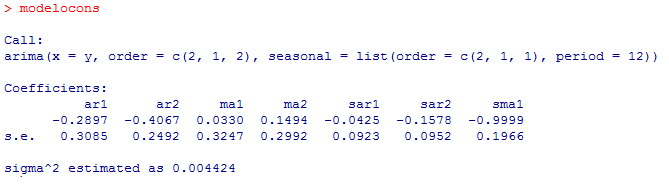 > modelocons
Call:
arima(x = y, order = c(2, 1, 2), seasonal = list(order = c(2, 1, 1), period = 12))
Coefficients:
ar1 ar2 ma1 ma2 sar1 sar2 sma1
-0.2897 -0.4067 0.0330 0.1494 -0.0425 -0.1578 -0.9999
s.e. 0.3085 0.2492 0.3247 0.2992 0.0923 0.0952 0.1966
sigma^2 estimated as 0.004424